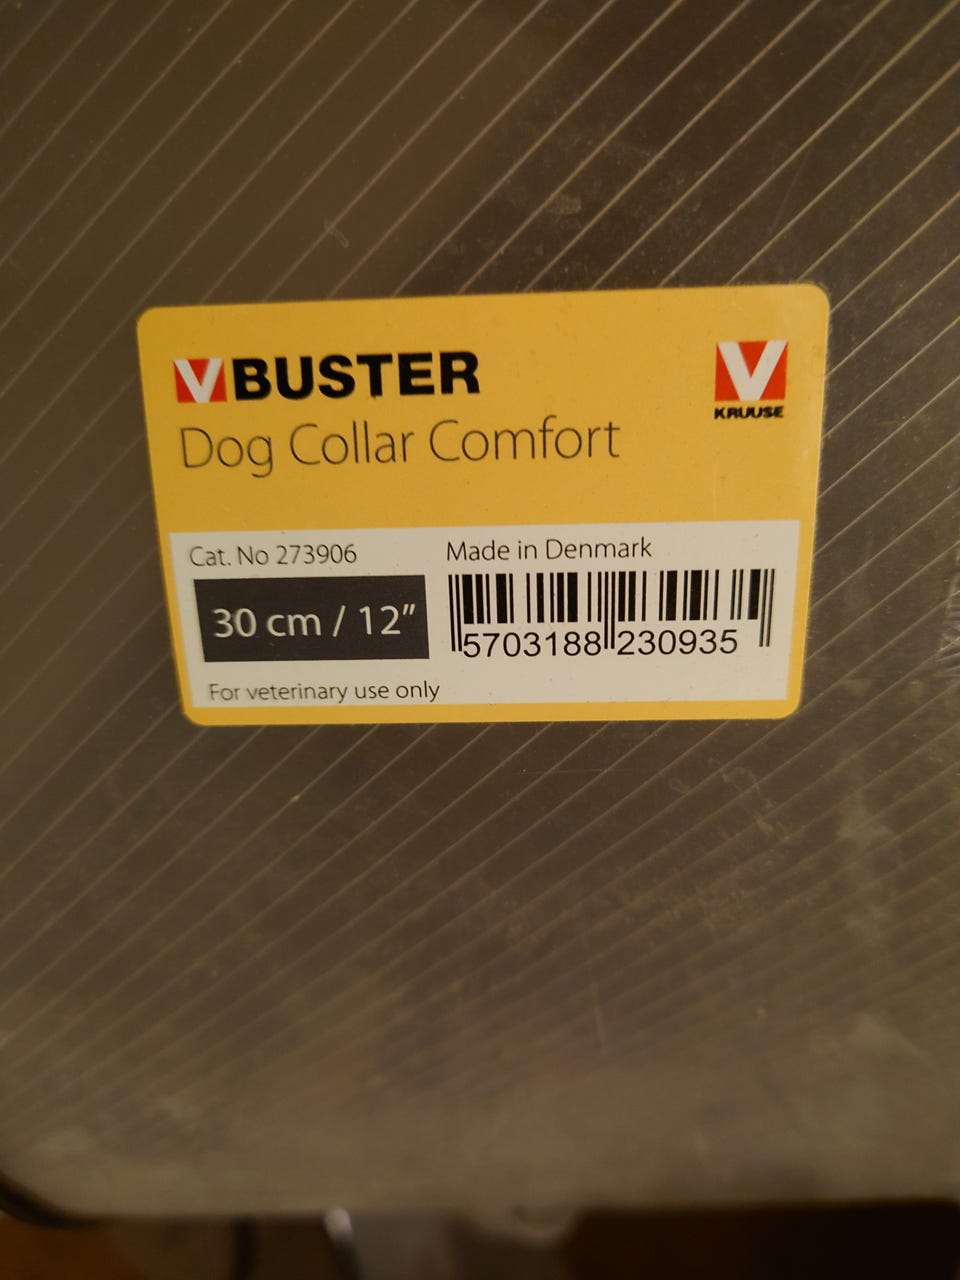 V BUSTER
V
KRUUSE
Dog Collar Comfort
Cat. No 273906
Made in Denmark
30 cm / 12”
5703188 230935
For veterinary use only